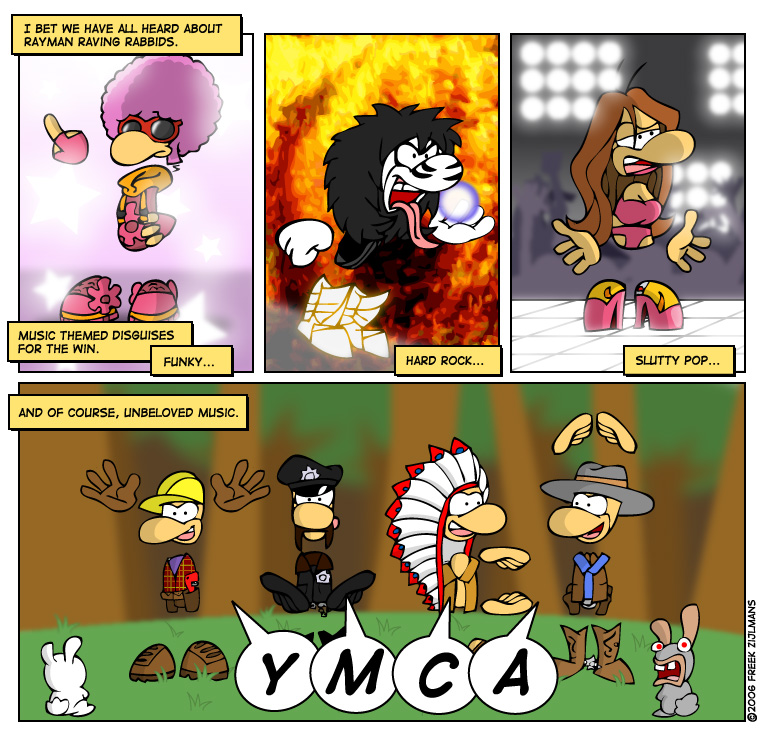 I BET WE HAVE ALL HEARD ABOUT
RAYMAN RAVING RABBIDS.
MUSIC THEMED DISGUISES
FOR THE WIN.
FUNKY...
HARD ROCK...
SLUTTY POP...
AND OF COURSE, UNBELOVED MUSIC.
Y M C A
©2006 FREEK ZIJLMANS